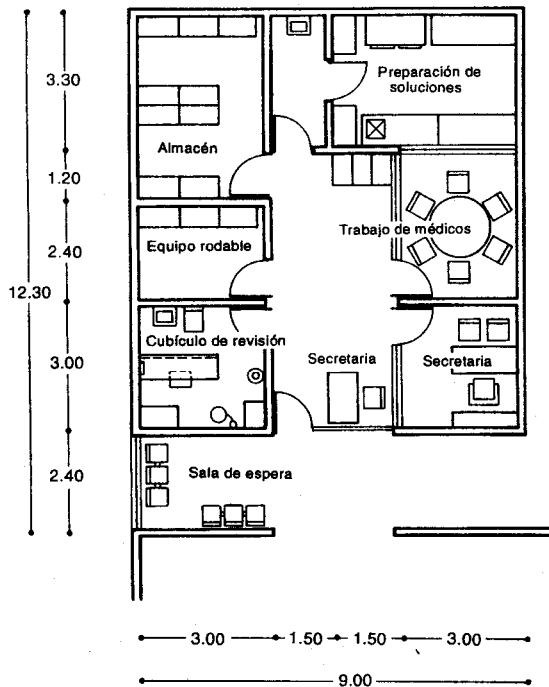 3.30
1.20
2.40
12.30
3.00
2.40
Preparación de
soluciones
Almacén
Trabajo de médicos
Equipo rodable
Cubículo de revisión
Secretaria
Secretaria
Sala de espera
3.00
1.50
1.50
3.00
9.00